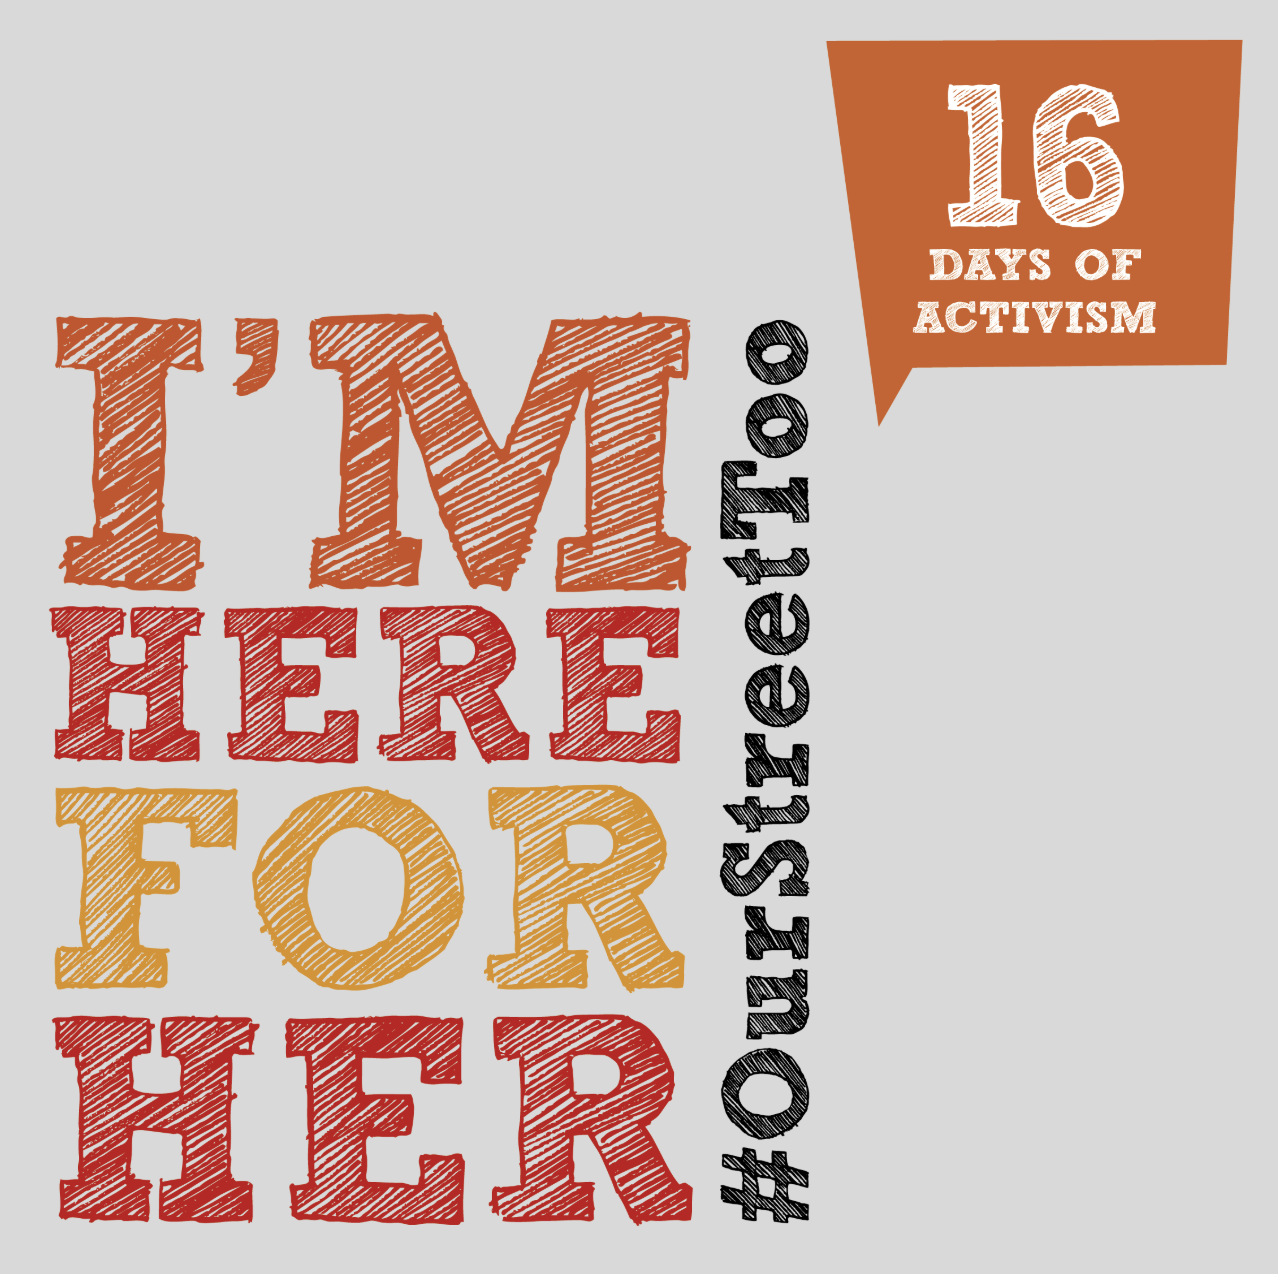 16
DAYS OF
ACTIVISM
I'M
HERE
FOR
HER
#OurStreetToo